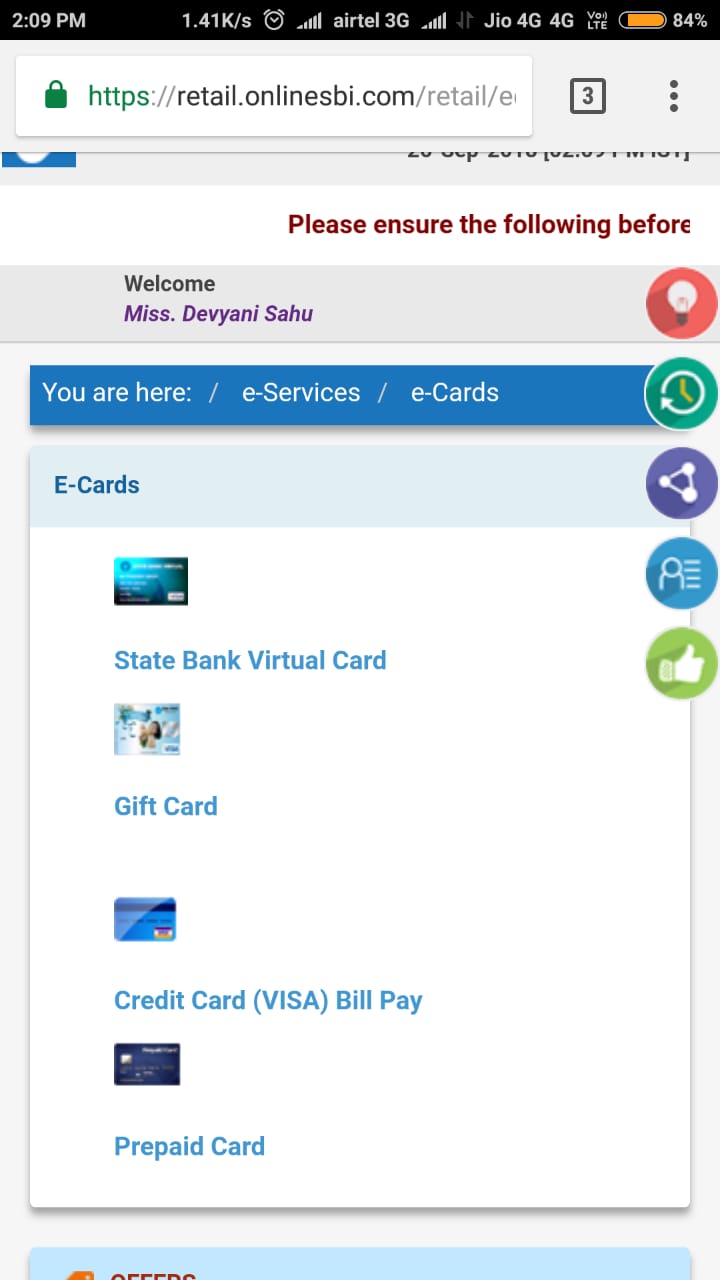 2:09 PM 1.41K/s airtel 3G Jio 4G 4G Vo)) LTE 84%
https://retail.onlinesbi.com/retail/e
3
Please ensure the following before
Welcome
Miss. Devyani Sahu
You are here: / e-Services / e-Cards
E-Cards
State Bank Virtual Card
Gift Card
VISA
Credit Card (VISA) Bill Pay
Prepaid Card
OFFERS